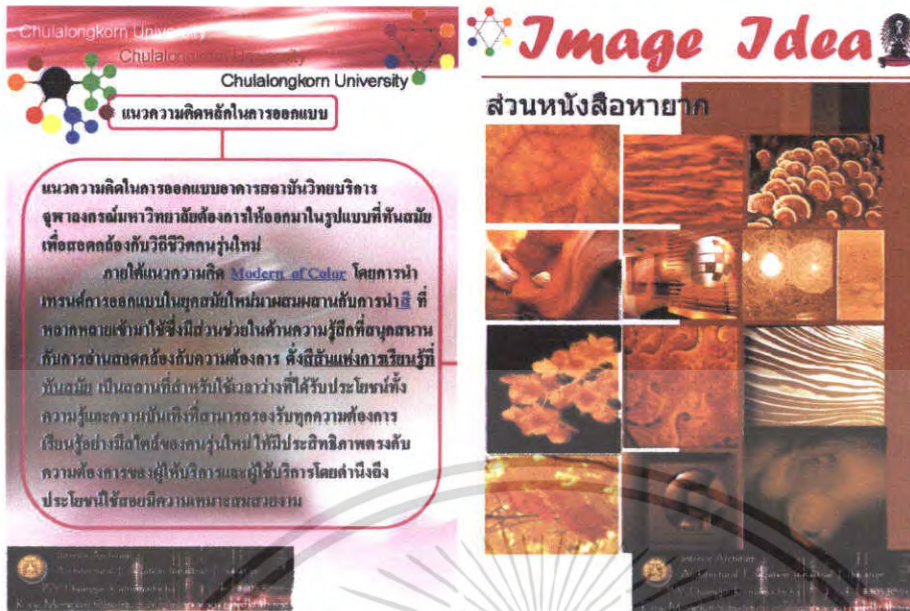 Chulalongkorn University
Chulalongkorn University
Chulalongkorn University
แนวความคิดหลักในการออกแบบ
แนวความคิดในการออกแบบอาคารสถาบันวิทยบริการ
จุฬาลงกรณ์มหาวิทยาลัยต้องการให้ออกมาในรูปแบบที่ทันสมัย
เพื่อสอดคล้องกับวิถีชีวิตคนรุ่นใหม่
ภายใต้แนวความคิด Modern of Color โดยการนำ
เทรนด์การออกแบบในยุคสมัยใหม่มาผสมผสานกับการนำสี ที่
หลากหลายเข้ามาใช้ซึ่งมีส่วนช่วยในด้านความรู้สึกที่สนุกสนาน
กับการอ่านสอดคล้องกับความต้องการ ดั่งสีสันแห่งการเรียนรู้ที่
ทันสมัย เป็นสถานที่สำหรับใช้เวลาว่างที่ได้รับประโยชน์ทั้ง
ความรู้และความบันเทิงที่สามารถรองรับทุกความต้องการ
เรียนรู้อย่างมีสไตล์ของคนรุ่นใหม่ ให้มีประสิทธิภาพตรงกับ
ความต้องการของผู้ให้บริการและผู้ใช้บริการโดยคำนึงถึง
ประโยชน์ใช้สอยมีความเหมาะสมสวยงาม
Image Idea
ส่วนหนังสือหายาก